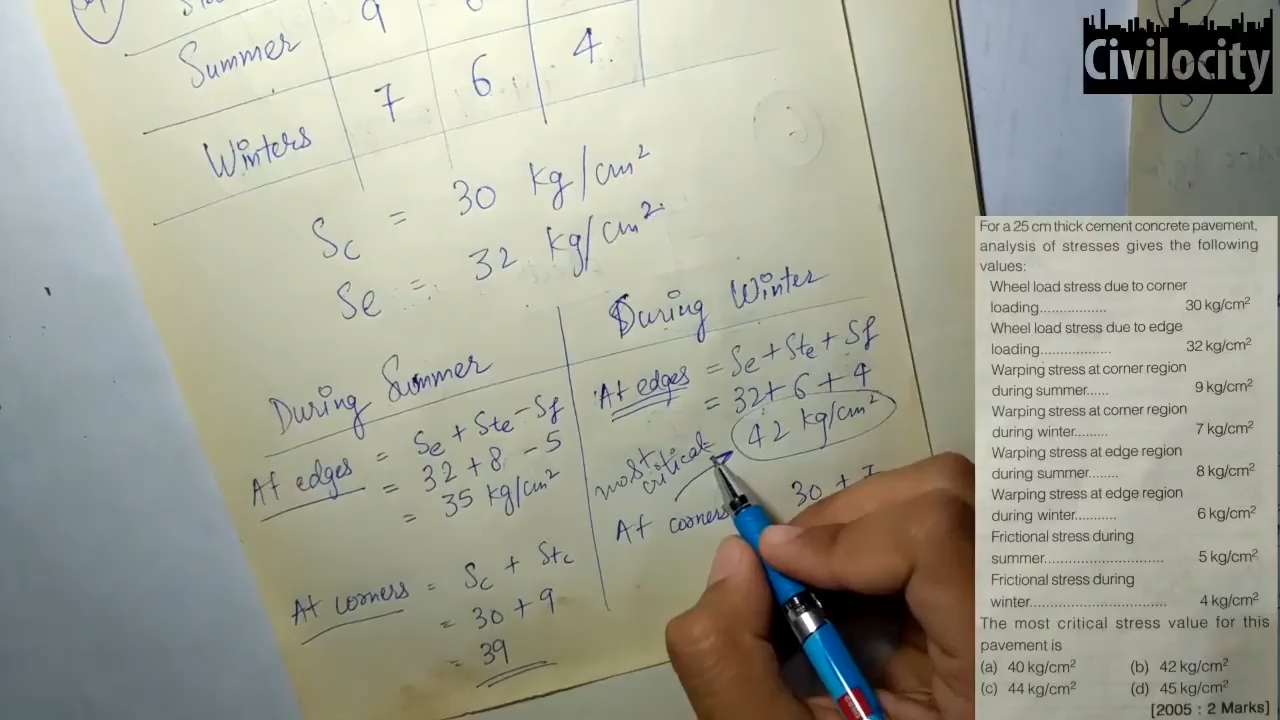 Summer 9
Winters 7 6 4
Sc = 30 kg/cm²
Se = 32 kg/cm².
During Summer
At edges = Se + Ste - Sf
= 32 + 8 - 5
= 35 kg/cm²
At corners = Sc + Stc
= 30 + 9
= 39
During Winter
At edges = Se + Ste + Sf
= 32 + 6 + 4
42 kg/cm²
most critical
At corners 30 +
Civilocity
For a 25 cm thick cement concrete pavement,
analysis of stresses gives the following
values:
Wheel load stress due to corner
loading................. 30 kg/cm²
Wheel load stress due to edge
loading.................. 32 kg/cm²
Warping stress at corner region
during summer...... 9 kg/cm²
Warping stress at corner region
during winter......... 7 kg/cm²
Warping stress at edge region
during summer........ 8 kg/cm²
Warping stress at edge region
during winter........... 6 kg/cm²
Frictional stress during
summer.............................. 5 kg/cm²
Frictional stress during
winter................................. 4 kg/cm²
The most critical stress value for this
pavement is
(a) 40 kg/cm² (b) 42 kg/cm²
(c) 44 kg/cm² (d) 45 kg/cm²
[2005 : 2 Marks]